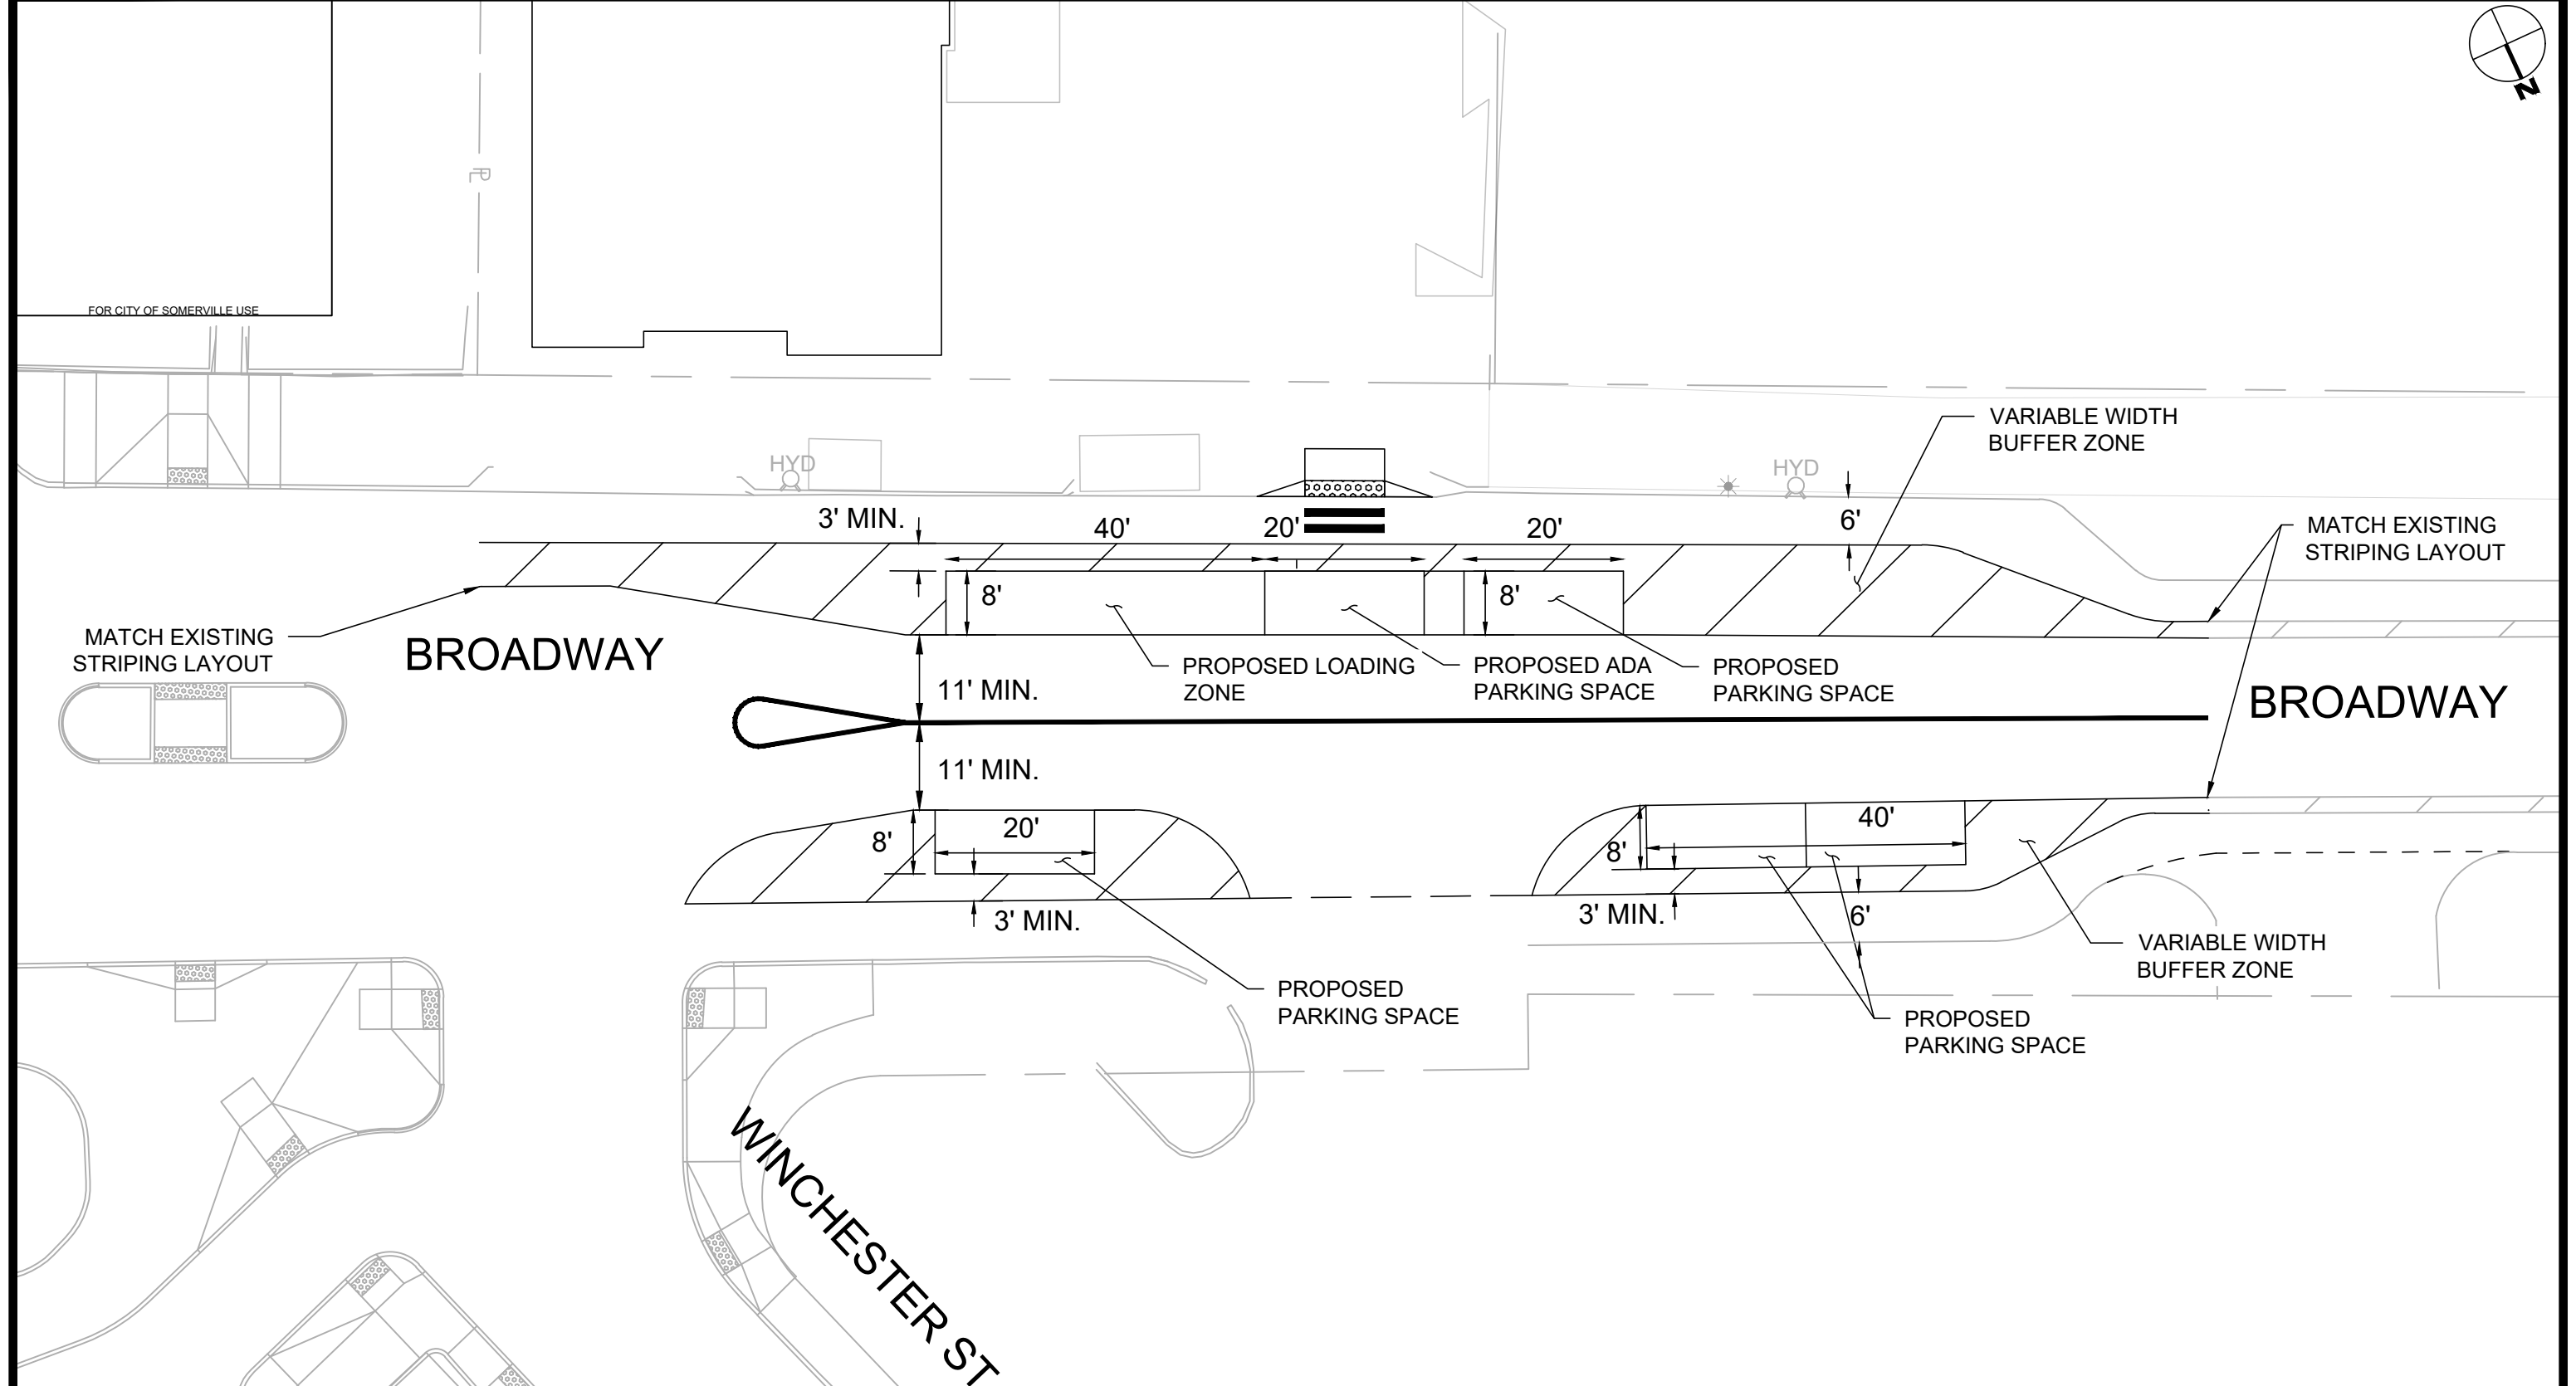 N
PL
FOR CITY OF SOMERVILLE USE
VARIABLE WIDTH
BUFFER ZONE
HYD
HYD
3' MIN.
40'
20'
20'
6'
MATCH EXISTING
STRIPING LAYOUT
8'
8'
MATCH EXISTING
STRIPING LAYOUT
BROADWAY
PROPOSED LOADING
ZONE
PROPOSED ADA
PARKING SPACE
PROPOSED
PARKING SPACE
11' MIN.
BROADWAY
11' MIN.
8'
20'
8'
40'
3' MIN.
3' MIN.
6'
VARIABLE WIDTH
BUFFER ZONE
PROPOSED
PARKING SPACE
PROPOSED
PARKING SPACE
WINCHESTER ST